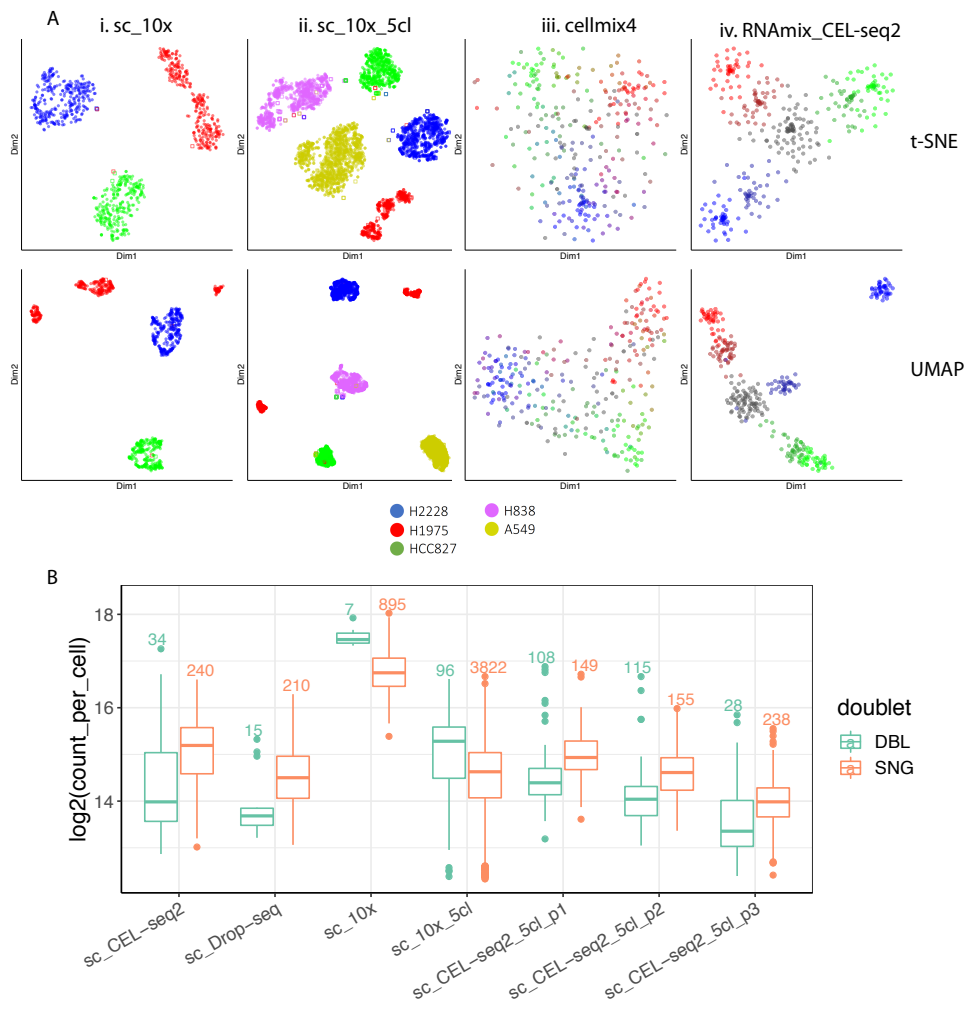 A
i. sc_10x
ii. sc_10x_5cl
iii. cellmix4
iv. RNAmix_CEL-seq2
Dim2
Dim2
Dim2
Dim2
t-SNE
Dim1
Dim1
Dim1
Dim1
Dim2
Dim2
Dim2
Dim2
UMAP
Dim1
Dim1
Dim1
Dim1
H2228
H838
H1975
A549
HCC827
B
log2(count_per_cell)
18
16
14
34
240
15
210
7
895
96
3822
108
149
115
155
28
238
doublet
a DBL
a SNG
sc_CEL−seq2
sc_Drop−seq
sc_10x
sc_10x_5cl
sc_CEL−seq2_5cl_p1
sc_CEL−seq2_5cl_p2
sc_CEL−seq2_5cl_p3